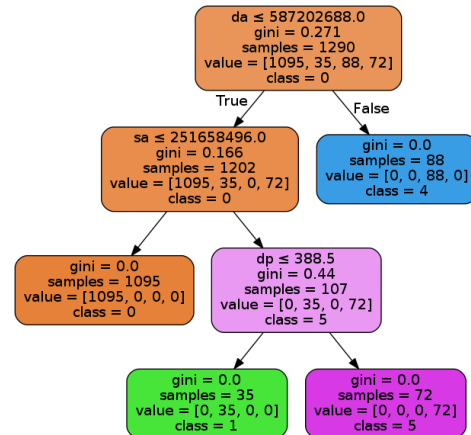 da ≤ 587202688.0
gini = 0.271
samples = 1290
value = [1095, 35, 88, 72]
class = 0
True
False
sa ≤ 251658496.0
gini = 0.166
samples = 1202
value = [1095, 35, 0, 72]
class = 0
gini = 0.0
samples = 88
value = [0, 0, 88, 0]
class = 4
gini = 0.0
samples = 1095
value = [1095, 0, 0, 0]
class = 0
dp ≤ 388.5
gini = 0.44
samples = 107
value = [0, 35, 0, 72]
class = 5
gini = 0.0
samples = 35
value = [0, 35, 0, 0]
class = 1
gini = 0.0
samples = 72
value = [0, 0, 0, 72]
class = 5